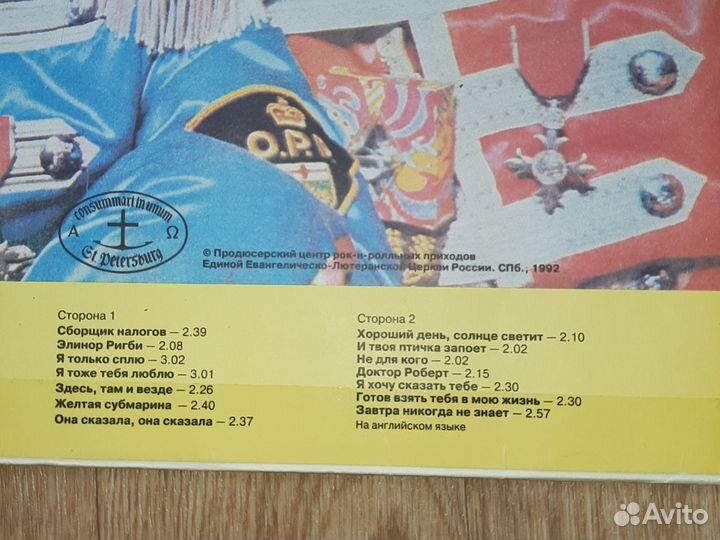 O.P.
consummari in unum
Α Ω
St. Petersburg
© Продюсерский центр рок-н-ролльных приходов
Единой Евангелическо-Лютеранской Церкви России. СПб., 1992
Сторона 1
Сборщик налогов — 2.39
Элинор Ригби — 2.08
Я только сплю — 3.02
Я тоже тебя люблю — 3.01
Здесь, там и везде — 2.26
Желтая субмарина — 2.40
Она сказала, она сказала — 2.37
Сторона 2
Хороший день, солнце светит — 2.10
И твоя птичка запоет — 2.02
Не для кого — 2.02
Доктор Роберт — 2.15
Я хочу сказать тебе — 2.30
Готов взять тебя в мою жизнь — 2.30
Завтра никогда не знает — 2.57
На английском языке
Avito